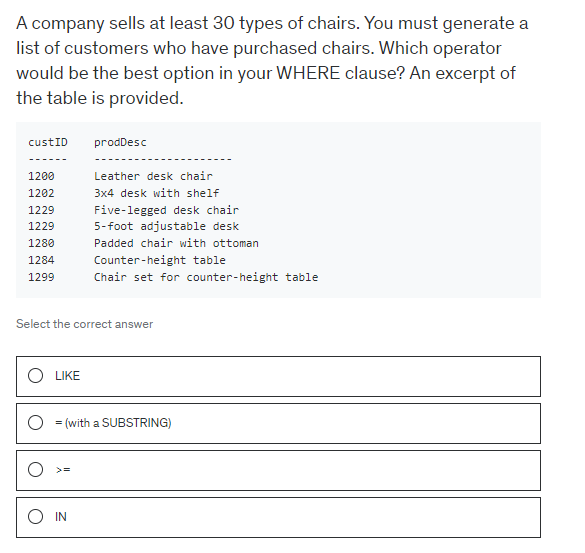 A company sells at least 30 types of chairs. You must generate a
list of customers who have purchased chairs. Which operator
would be the best option in your WHERE clause? An excerpt of
the table is provided.
custID prodDesc
------ ---------------------
1200 Leather desk chair
1202 3x4 desk with shelf
1229 Five-legged desk chair
1229 5-foot adjustable desk
1280 Padded chair with ottoman
1284 Counter-height table
1299 Chair set for counter-height table
Select the correct answer
LIKE
= (with a SUBSTRING)
>=
IN